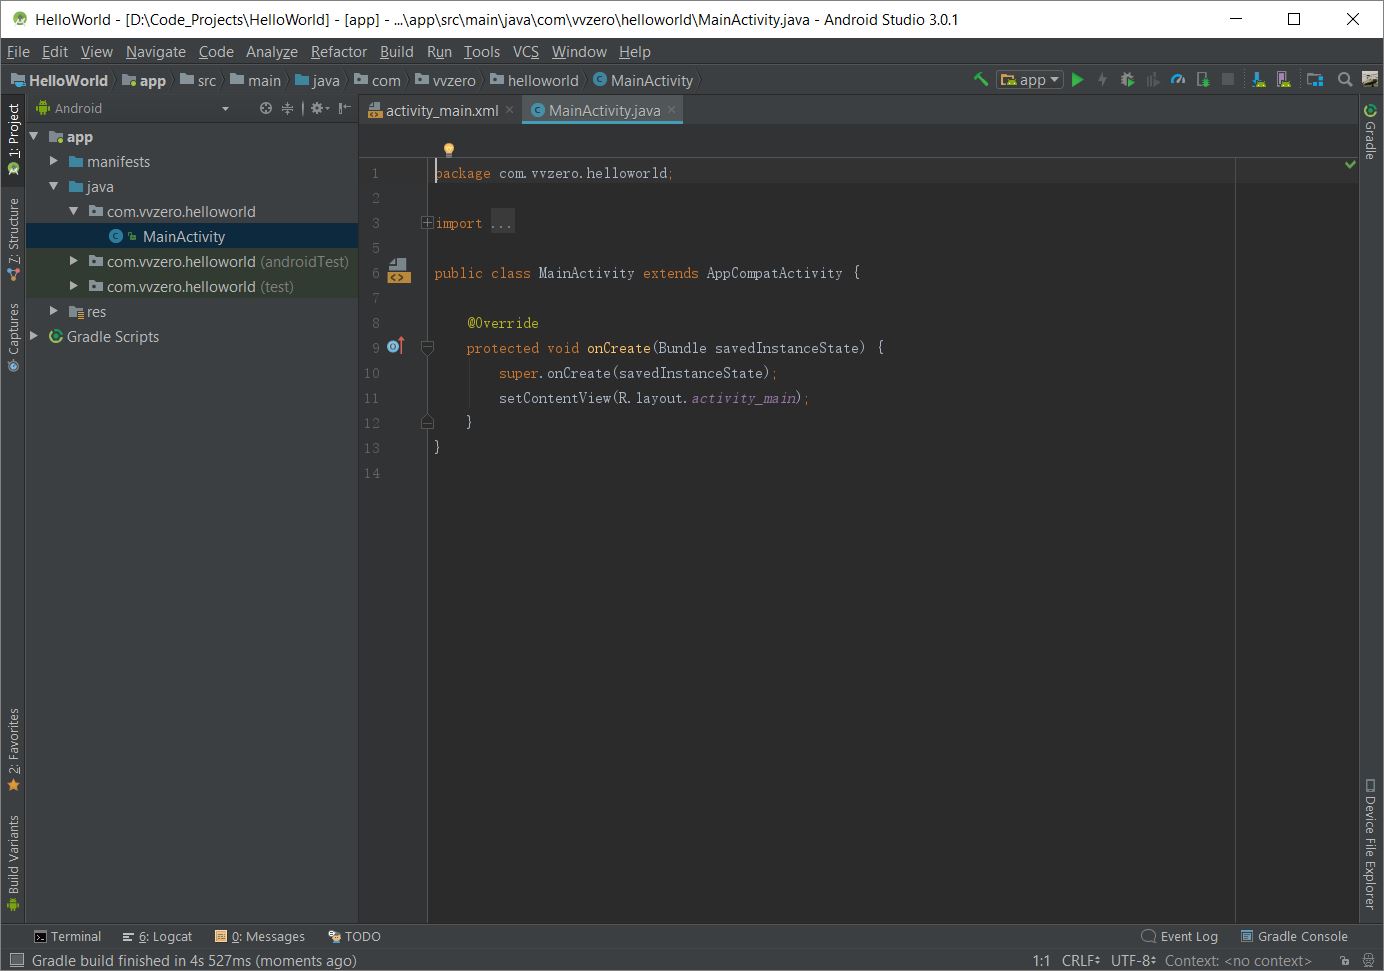 HelloWorld - [D:\Code_Projects\HelloWorld] - [app] - ...\app\src\main\java\com\vvzero\helloworld\MainActivity.java - Android Studio 3.0.1
File Edit View Navigate Code Analyze Refactor Build Run Tools VCS Window Help
HelloWorld app src main java com vvzero helloworld MainActivity app
1: Project
7: Structure
Captures
2: Favorites
Build Variants
Android
app
manifests
java
com.vvzero.helloworld
MainActivity
com.vvzero.helloworld (androidTest)
com.vvzero.helloworld (test)
res
Gradle Scripts
activity_main.xml MainActivity.java
1 package com.vvzero.helloworld;
2
3 import ...
5
6 public class MainActivity extends AppCompatActivity {
7
8 @Override
9 protected void onCreate(Bundle savedInstanceState) {
10 super.onCreate(savedInstanceState);
11 setContentView(R.layout.activity_main);
12 }
13 }
14
Gradle
Device File Explorer
Terminal 6: Logcat 0: Messages TODO Event Log Gradle Console
Gradle build finished in 4s 527ms (moments ago) 1:1 CRLF UTF-8 Context: <no context>